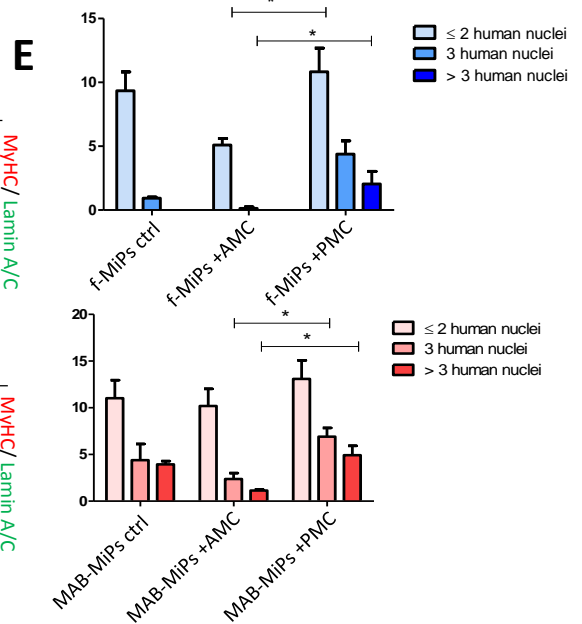 E
*
*
15
10
5
0
≤ 2 human nuclei
3 human nuclei
> 3 human nuclei
MyHC/ Lamin A/C
f-MiPs ctrl
f-MiPs +AMC
f-MiPs +PMC
*
*
20
15
10
5
0
≤ 2 human nuclei
3 human nuclei
> 3 human nuclei
MyHC/ Lamin A/C
MAB-MiPs ctrl
MAB-MiPs +AMC
MAB-MiPs +PMC